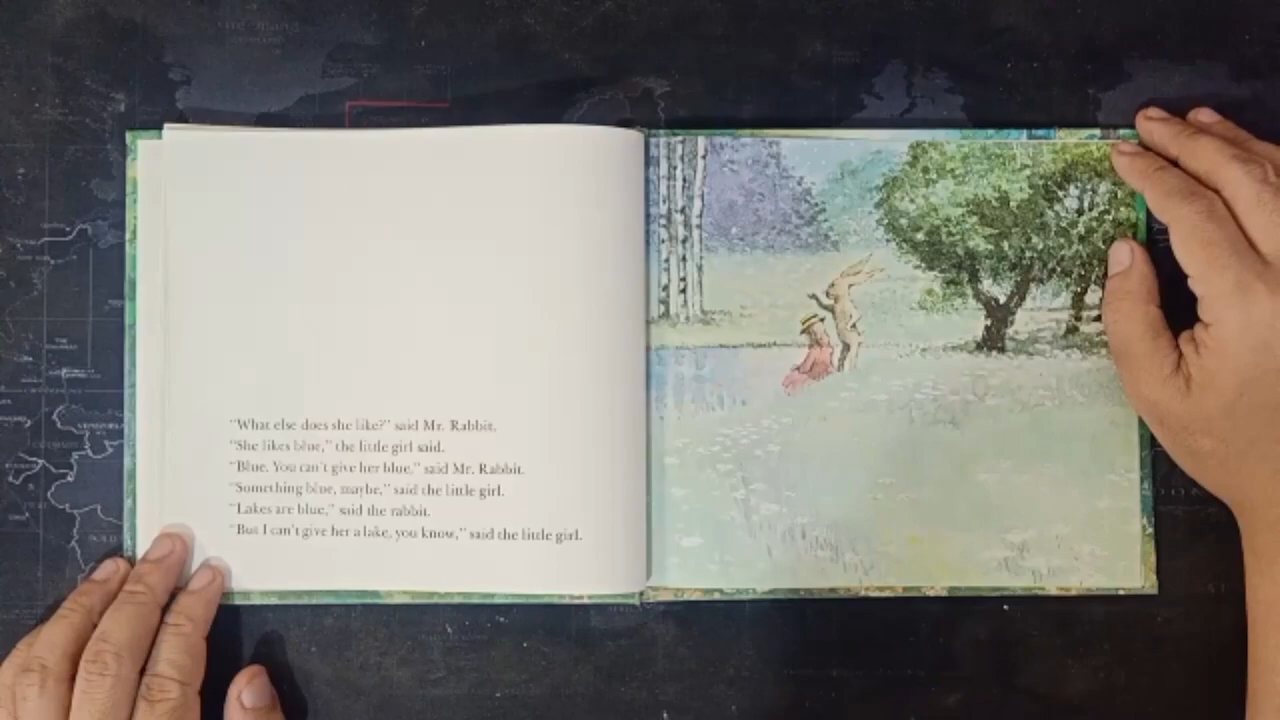 “What else does she like?” said Mr. Rabbit.
“She likes blue,” the little girl said.
“Blue. You can't give her blue,” said Mr. Rabbit.
“Something blue, maybe,” said the little girl.
“Lakes are blue,” said the rabbit.
“But I can't give her a lake, you know,” said the little girl.